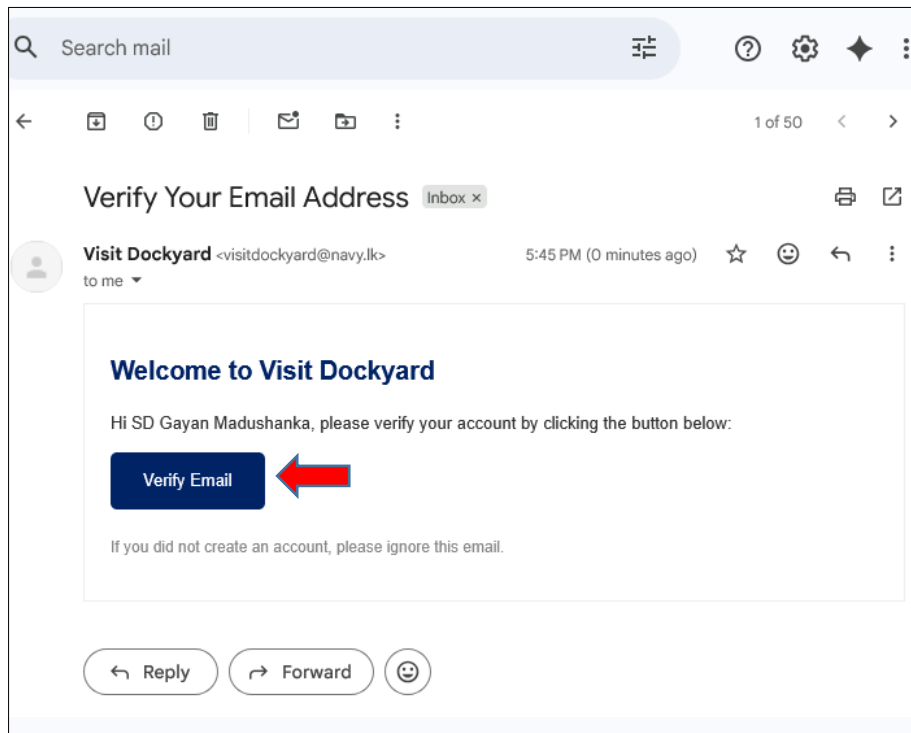 Search mail
1 of 50
Verify Your Email Address Inbox ×
Visit Dockyard <visitdockyard@navy.lk> 5:45 PM (0 minutes ago)
to me
Welcome to Visit Dockyard
Hi SD Gayan Madushanka, please verify your account by clicking the button below:
Verify Email
If you did not create an account, please ignore this email.
Reply Forward